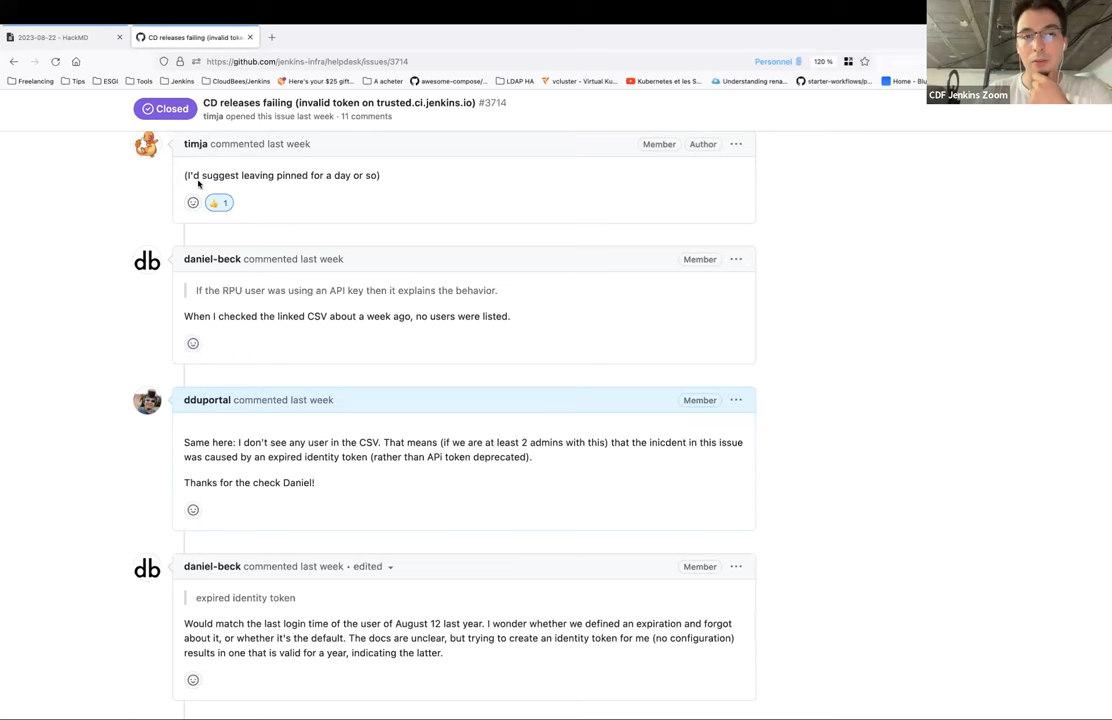 2023-08-22 - HackMD
CD releases failing (invalid tok
https://github.com/jenkins-infra/helpdesk/issues/3714
Personnel
120 %
Freelancing
Tips
ESGI
Tools
Jenkins
CloudBees/Jenkins
Here's your $25 gif...
A acheter
awesome-compose/...
LDAP HA
vcluster - Virtual Ku...
Kubernetes et les S...
Understanding rena...
starter-workflows/p...
Home - Blu
CDF Jenkins Zoom
Closed
CD releases failing (invalid token on trusted.ci.jenkins.io) #3714
timja opened this issue last week · 11 comments
timja commented last week
Member
Author
(I'd suggest leaving pinned for a day or so)
1
db
daniel-beck commented last week
Member
If the RPU user was using an API key then it explains the behavior.
When I checked the linked CSV about a week ago, no users were listed.
dduportal commented last week
Member
Same here: I don't see any user in the CSV. That means (if we are at least 2 admins with this) that the inicdent in this issue
was caused by an expired identity token (rather than APi token deprecated).
Thanks for the check Daniel!
db
daniel-beck commented last week • edited
Member
expired identity token
Would match the last login time of the user of August 12 last year. I wonder whether we defined an expiration and forgot
about it, or whether it's the default. The docs are unclear, but trying to create an identity token for me (no configuration)
results in one that is valid for a year, indicating the latter.